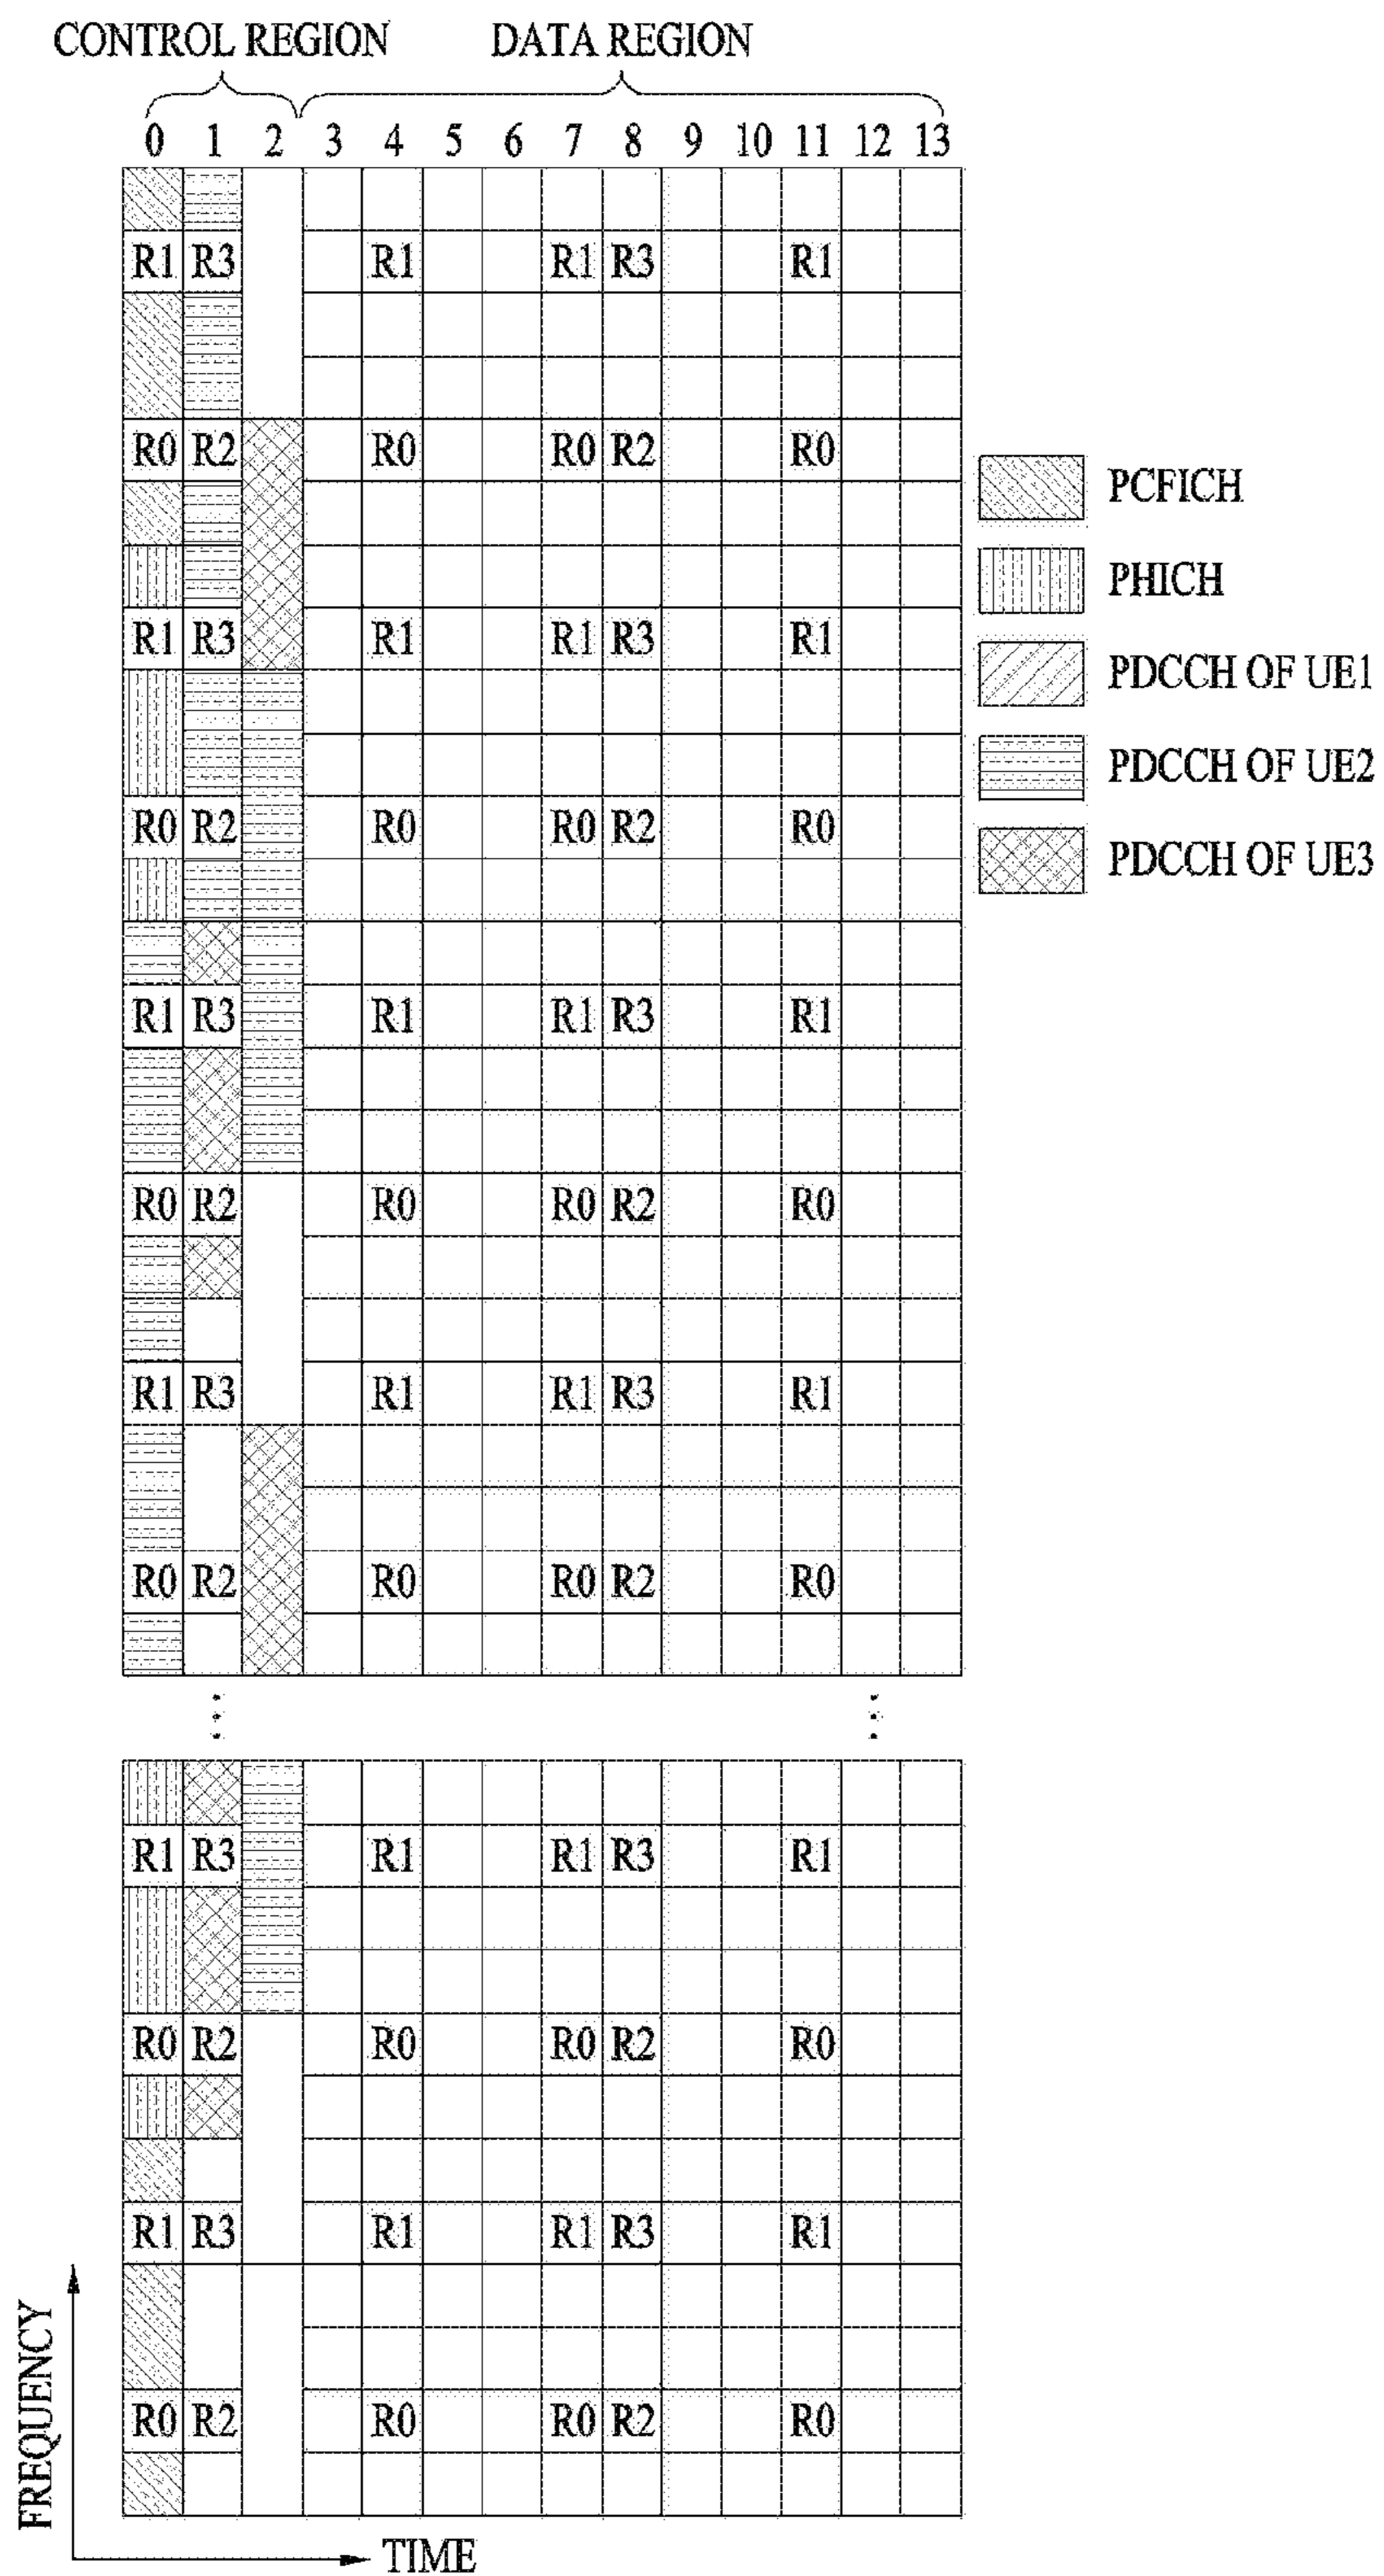 CONTROL REGION DATA REGION
0 1 2 3 4 5 6 7 8 9 10 11 12 13
R1 R3 R1 R1 R3 R1
R0 R2 R0 R0 R2 R0
PCFICH
PHICH
R1 R3 R1 R1 R3 R1
PDCCH OF UE1
PDCCH OF UE2
R0 R2 R0 R0 R2 R0
PDCCH OF UE3
R1 R3 R1 R1 R3 R1
R0 R2 R0 R0 R2 R0
R1 R3 R1 R1 R3 R1
R0 R2 R0 R0 R2 R0
R1 R3 R1 R1 R3 R1
R0 R2 R0 R0 R2 R0
R1 R3 R1 R1 R3 R1
R0 R2 R0 R0 R2 R0
FREQUENCY
TIME